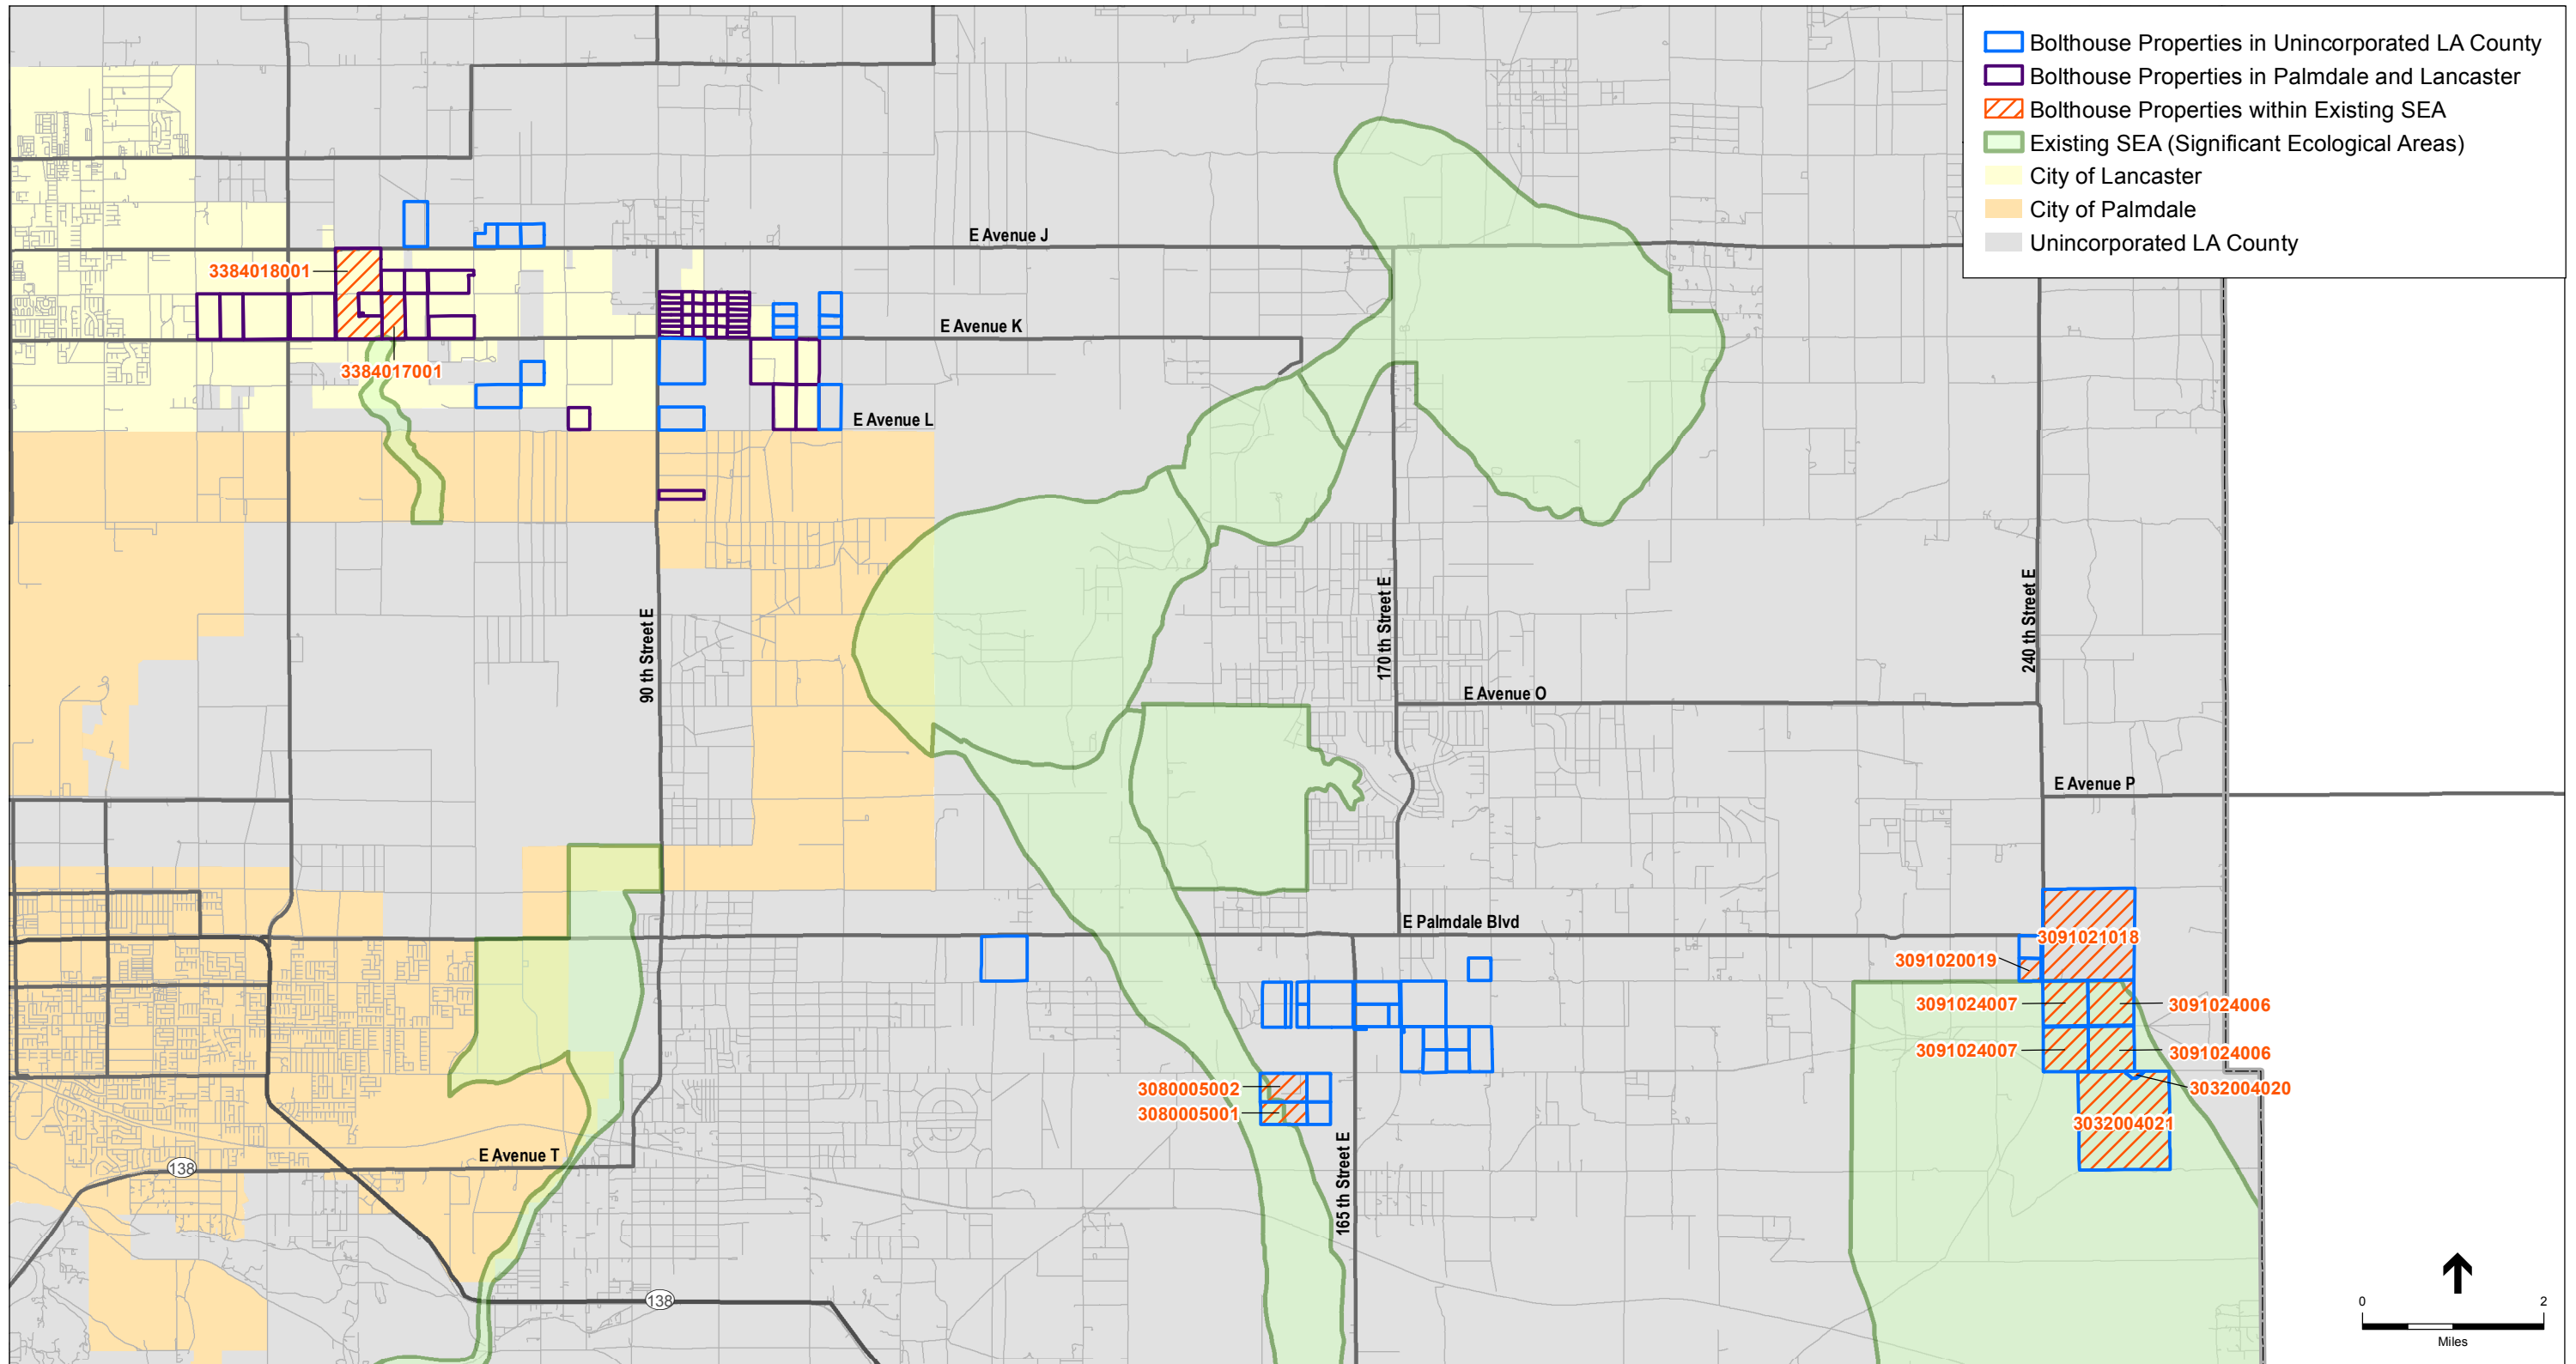 Bolthouse Properties in Unincorporated LA County
Bolthouse Properties in Palmdale and Lancaster
Bolthouse Properties within Existing SEA
Existing SEA (Significant Ecological Areas)
City of Lancaster
City of Palmdale
Unincorporated LA County
E Avenue J
3384018001
E Avenue K
3384017001
E Avenue L
90 th Street E
170 th Street E
240 th Street E
E Avenue O
E Avenue P
E Palmdale Blvd
3091021018
3091020019
3091024007
3091024006
3091024007
3091024006
3080005002
3032004020
3080005001
3032004021
165 th Street E
E Avenue T
138
138
0 2
Miles